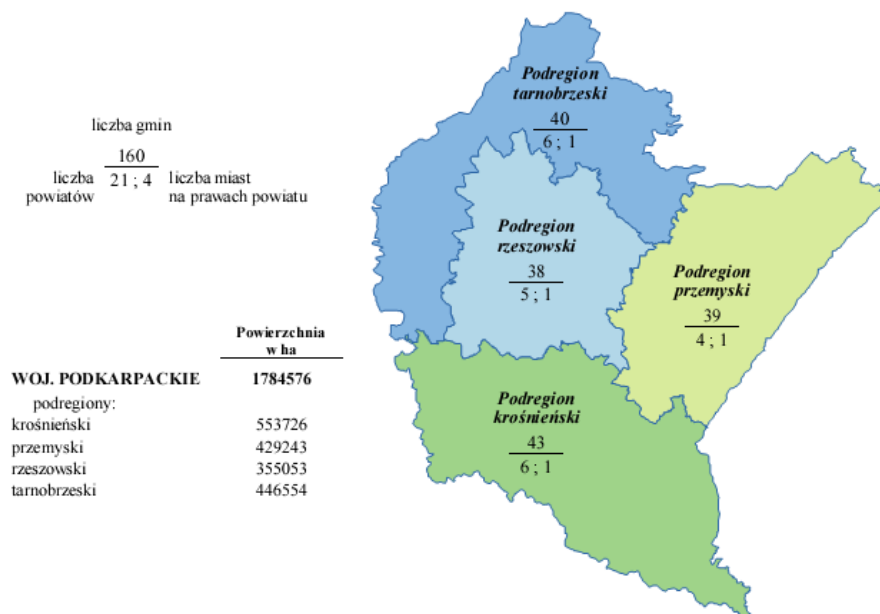 liczba gmin
160
liczba powiatów
21 ; 4
liczba miast na prawach powiatu
Powierzchnia
w ha
WOJ. PODKARPACKIE 1784576
podregiony:
krośnieński 553726
przemyski 429243
rzeszowski 355053
tarnobrzeski 446554
Podregion
tarnobrzeski
40
6 ; 1
Podregion
rzeszowski
38
5 ; 1
Podregion
przemyski
39
4 ; 1
Podregion
krośnieński
43
6 ; 1